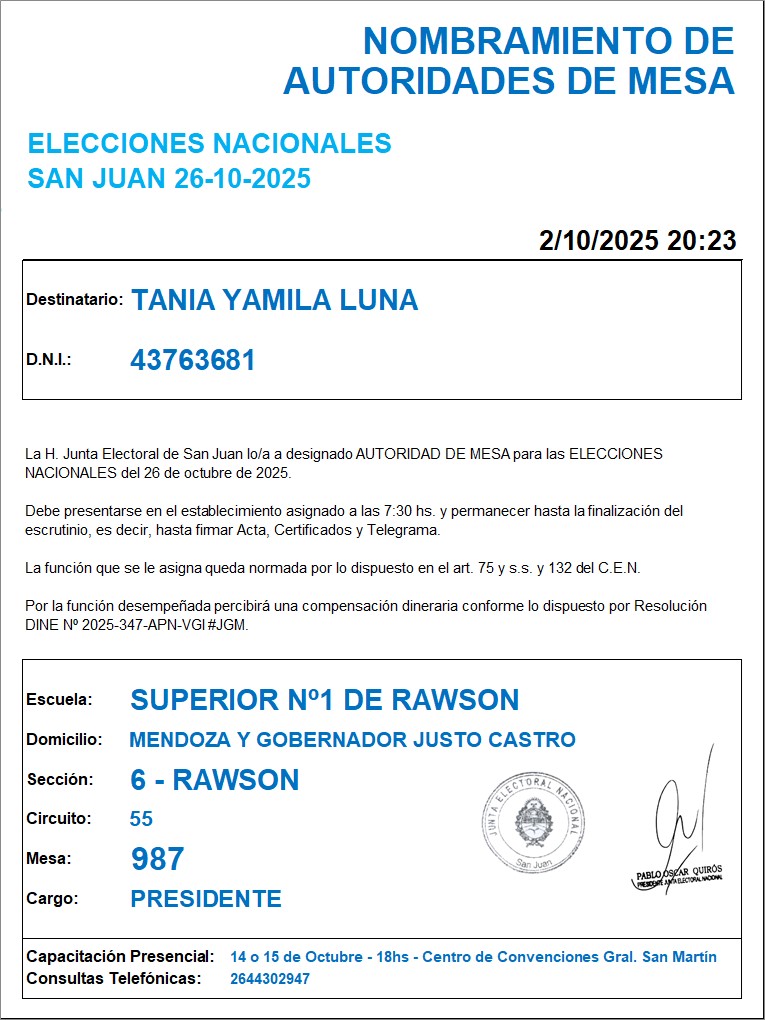 NOMBRAMIENTO DE
AUTORIDADES DE MESA
ELECCIONES NACIONALES
SAN JUAN 26-10-2025
2/10/2025 20:23
Destinatario: TANIA YAMILA LUNA
D.N.I.: 43763681
La H. Junta Electoral de San Juan lo/a a designado AUTORIDAD DE MESA para las ELECCIONES
NACIONALES del 26 de octubre de 2025.
Debe presentarse en el establecimiento asignado a las 7:30 hs. y permanecer hasta la finalización del
escrutinio, es decir, hasta firmar Acta, Certificados y Telegrama.
La función que se le asigna queda normada por lo dispuesto en el art. 75 y s.s. y 132 del C.E.N.
Por la función desempeñada percibirá una compensación dineraria conforme lo dispuesto por Resolución
DINE Nº 2025-347-APN-VGI#JGM.
Escuela: SUPERIOR Nº1 DE RAWSON
Domicilio: MENDOZA Y GOBERNADOR JUSTO CASTRO
Sección: 6 - RAWSON
Circuito: 55
Mesa: 987
Cargo: PRESIDENTE
JUNTA ELECTORAL NACIONAL
San Juan
PABLO OSCAR QUIRÓS
PRESIDENTE JUNTA ELECTORAL NACIONAL
Capacitación Presencial: 14 o 15 de Octubre - 18hs - Centro de Convenciones Gral. San Martín
Consultas Telefónicas: 2644302947